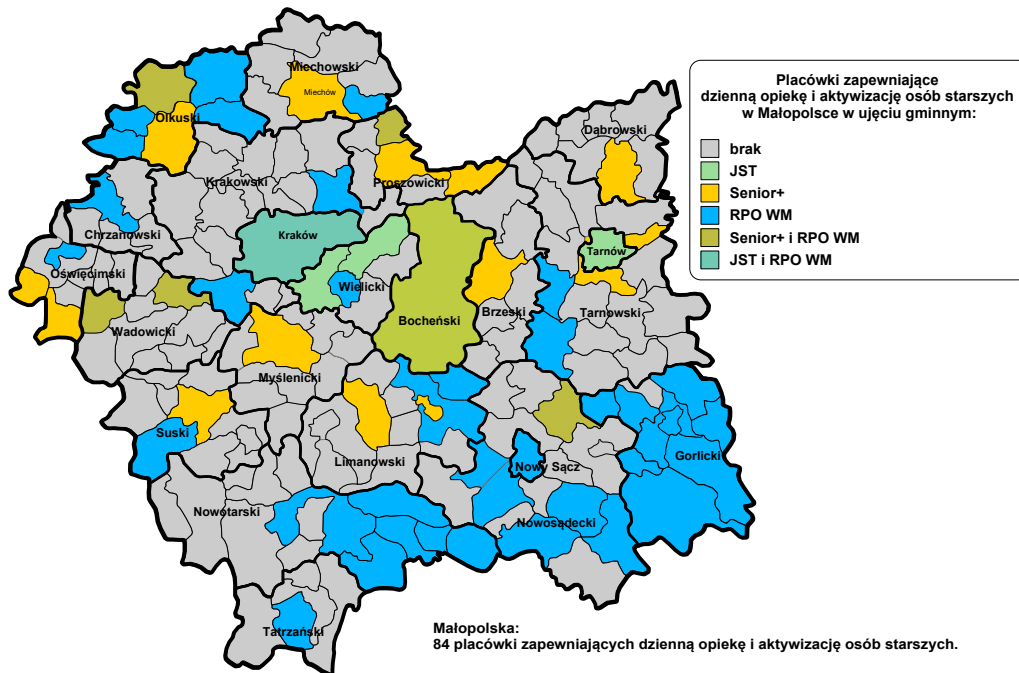 Placówki zapewniające
dzienną opiekę i aktywizację osób starszych
w Małopolsce w ujęciu gminnym:
brak
JST
Senior+
RPO WM
Senior+ i RPO WM
JST i RPO WM
Miechowski
Miechów
Olkuski
Dąbrowski
Krakowski
Proszowicki
Chrzanowski
Kraków
Tarnów
Oświęcimski
Wielicki
Bocheński
Brzeski
Tarnowski
Wadowicki
Myślenicki
Suski
Limanowski
Nowy Sącz
Gorlicki
Nowotarski
Nowosądecki
Tatrzański
Małopolska:
84 placówki zapewniających dzienną opiekę i aktywizację osób starszych.